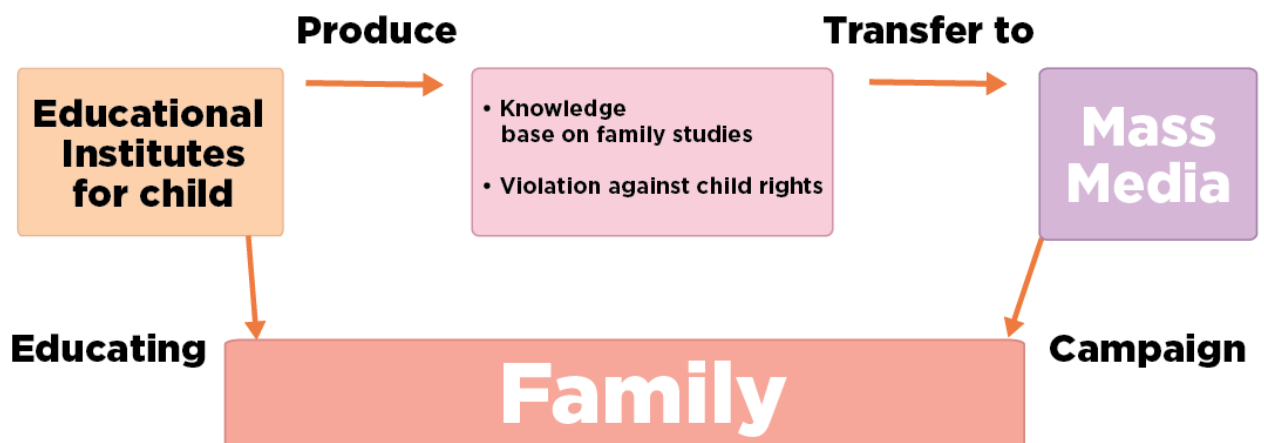 Produce
Transfer to
Educational
Institutes
for child
• Knowledge
base on family studies
• Violation against child rights
Mass
Media
Educating
Campaign
Family